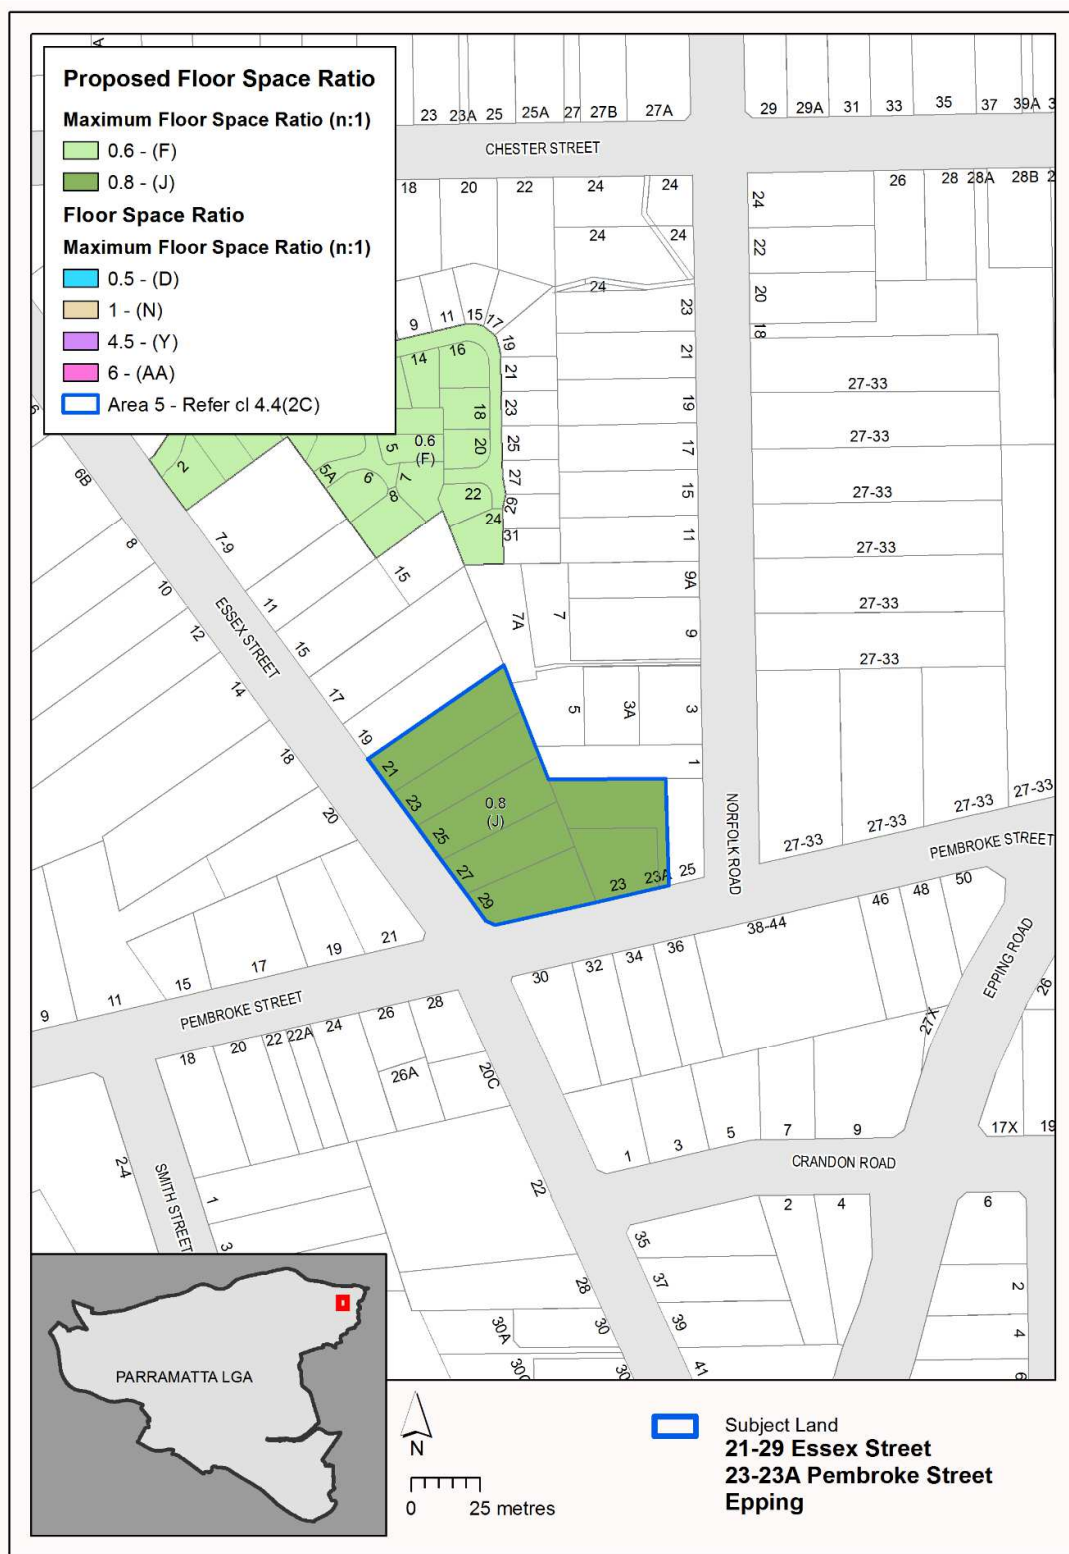 Proposed Floor Space Ratio
Maximum Floor Space Ratio (n:1)
0.6 - (F)
0.8 - (J)
Floor Space Ratio
Maximum Floor Space Ratio (n:1)
0.5 - (D)
1 - (N)
4.5 - (Y)
6 - (AA)
Area 5 - Refer cl 4.4(2C)
23 23A 25 25A 27 27B 27A 29 29A 31 33 35 37 39A
CHESTER STREET
18 20 22 24 24 26 28 28A 28B
24
24 24
22
24
20
23
18
9 11 15 17
19
14 16
21
21
23
18
19
0.6
(F)
5
20
25
17
2
5A 6 7
27
15
8
22
29
24
31
11
27-33
27-33
27-33
27-33
27-33
27-33
6B
7-9
8
15
10
11
12
15
ESSEX STREET
14
17
18
19
20
7A 7
9A
9
5 3A 3
1
21
23
25
27
29
0.8
(J)
23 23A 25
NORFOLK ROAD
27-33 27-33 27-33 27-33
PEMBROKE STREET
9 11 15 17 19 21
PEMBROKE STREET
30 32 34 36 38-44 46 48 50
EPPING ROAD
26
27X
18 20 22 22A 24 26 28
26A
20C
1 3 5 7 9
17X 19
CRANDON ROAD
2-4
SMITH STREET
1
3
22
28
30A 30
30C
35
37
39
41
2 4
6
2
4
6
PARRAMATTA LGA
N
0 25 metres
Subject Land
21-29 Essex Street
23-23A Pembroke Street
Epping